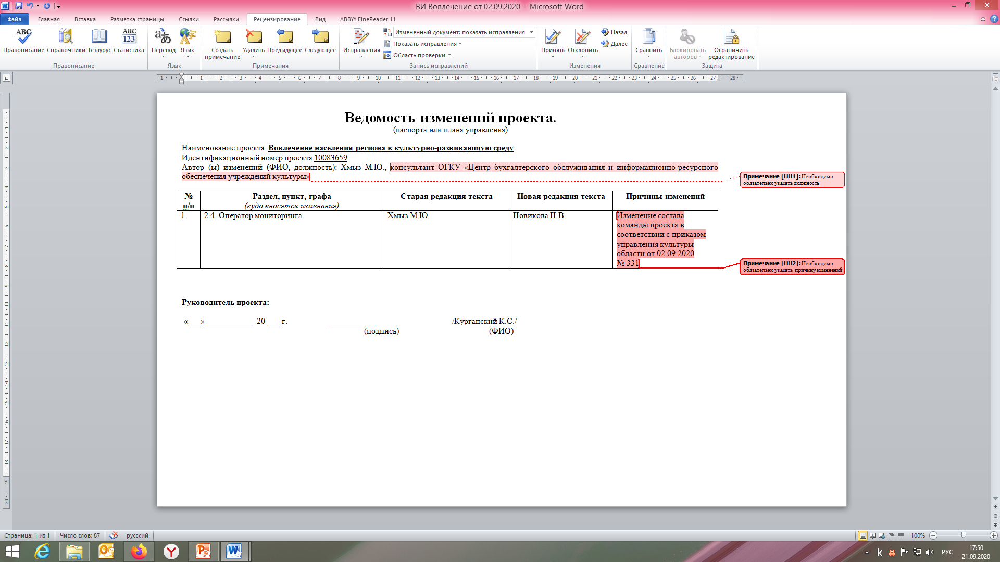 ВИ Вовлечение от 02.09.2020 - Microsoft Word
Файл Главная Вставка Разметка страницы Ссылки Рассылки Рецензирование Вид ABBYY FineReader 11
Правописание Справочники Тезаурус Статистика
Правописание
Перевод Язык
Язык
Создать примечание Удалить Предыдущее Следующее
Примечания
Исправления
Измененный документ: показать исправления
Показать исправления
Область проверки
Запись исправлений
Принять Отклонить
Назад
Далее
Изменения
Сравнить
Сравнение
Блокировать авторов Ограничить редактирование
Защита
Ведомость изменений проекта.
(паспорта или плана управления)
Наименование проекта: Вовлечение населения региона в культурно-развивающую среду
Идентификационный номер проекта 10083659
Автор (ы) изменений (ФИО, должность): Хмыз М.Ю., консультант ОГКУ «Центр бухгалтерского обслуживания и информационно-ресурсного
обеспечения учреждений культуры»
Примечание [НН1]: Необходимо
обязательно указать должность
№ п/п
Раздел, пункт, графа
(куда вносятся изменения)
Старая редакция текста
Новая редакция текста
Причины изменений
1
2.4. Оператор мониторинга
Хмыз М.Ю.
Новикова Н.В.
Изменение состава
команды проекта в
соответствии с приказом
управления культуры
области от 02.09.2020
№ 331
Примечание [НН2]: Необходимо
обязательно указать причину изменений
Руководитель проекта:
«___» ___________ 20 ___ г. ___________ /Курганский К.С./
(подпись) (ФИО)
Страница: 1 из 1 Число слов: 87 русский 100%
РУС
17:50
21.09.2020